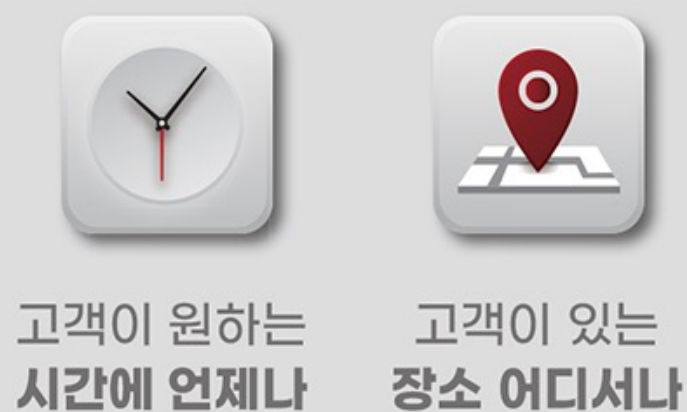 고객이 원하는
시간에 언제나
고객이 있는
장소 어디서나